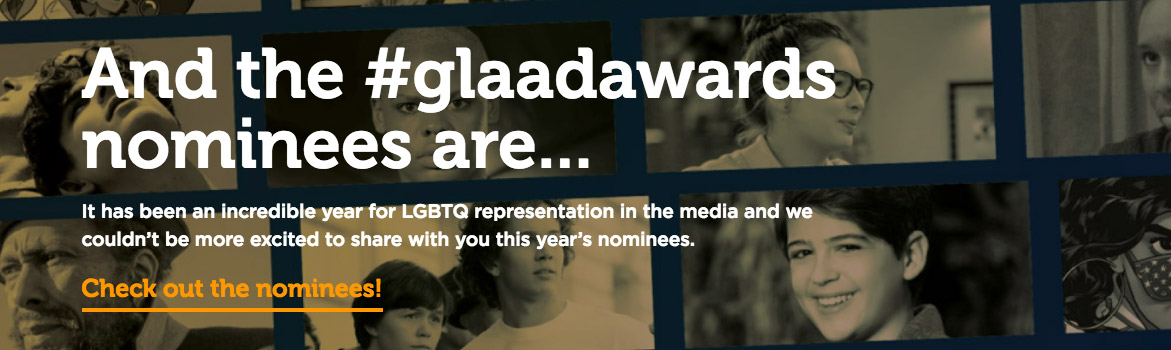 And the #glaadawards
nominees are...
It has been an incredible year for LGBTQ representation in the media and we
couldn’t be more excited to share with you this year’s nominees.
Check out the nominees!